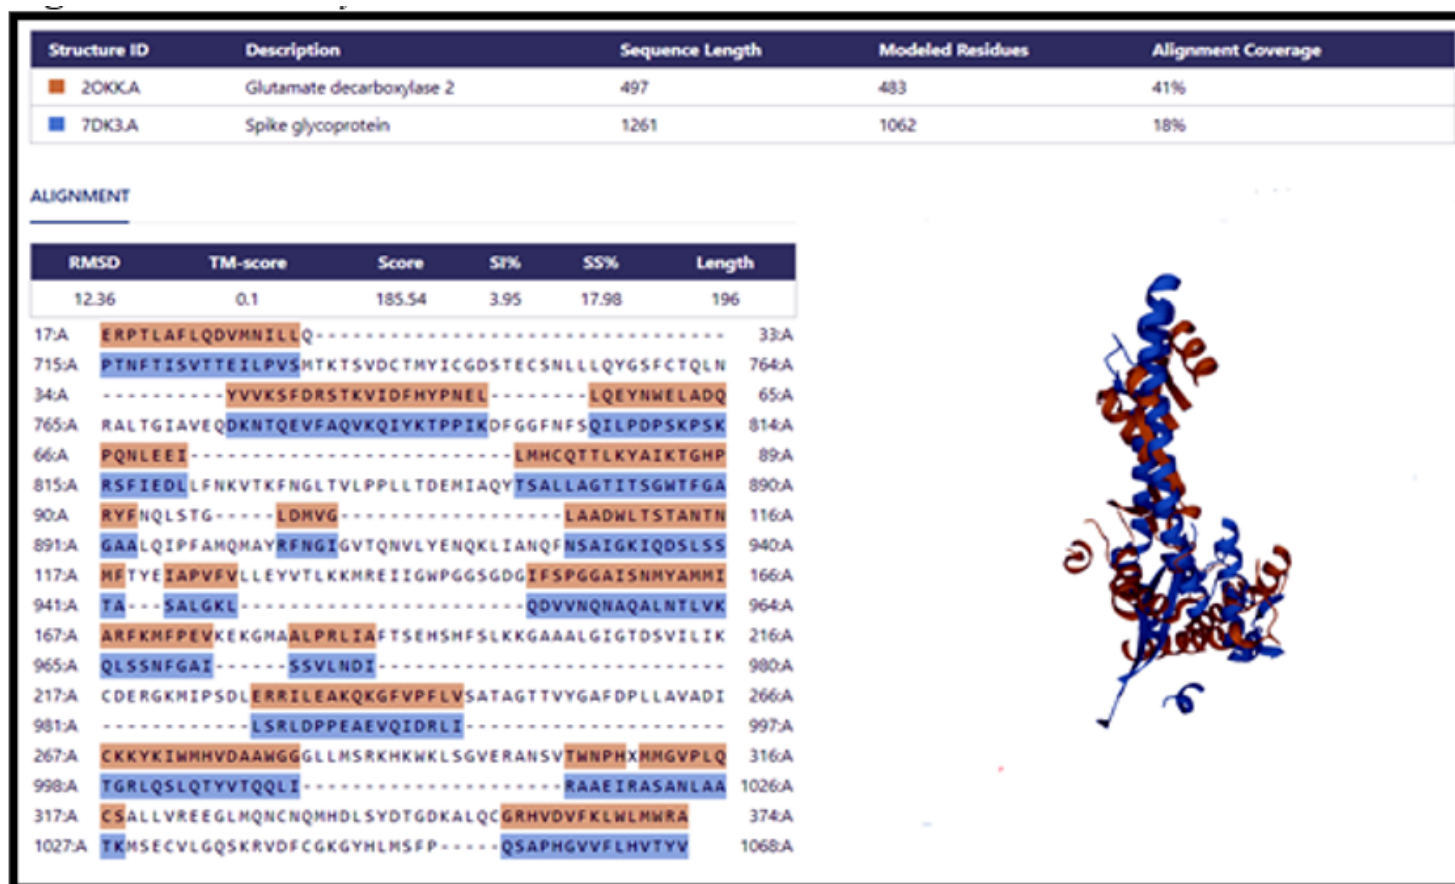 Structure ID Description Sequence Length Modeled Residues Alignment Coverage
2OKK.A Glutamate decarboxylase 2 497 483 41%
7DK3.A Spike glycoprotein 1261 1062 18%
ALIGNMENT
RMSD TM-score Score SI% SS% Length
12.36 0.1 185.54 3.95 17.98 196
17:A ERPTLAFLQDVMNILLQ--------------------------------- 33:A
715:A PTNFTISVTTEILPVSMTKTSVDCTMYICGDSTECSNLLLQYGSFCTQLN 764:A
34:A ----------YVVKSFDRSTKVIDFHYPNEL--------LQEYNWELADQ 65:A
765:A RALTGIAVEQDKNTQEVFAQVKQIYKTPPIKDFGGFNFSQILPDPSKPSK 814:A
66:A PQNLEEI--------------------------LMHCQTTLKYAIKTGHP 89:A
815:A RSFIEDLLFNKVTKFNGLTVLPPLLTDEMIAQYTSALLAGTITSGWTFGA 890:A
90:A RYFNQLSTG-----LDMVG------------------LAADWLTSTANTN 116:A
891:A GAALQIPFAMQMAYRFNGIGVTQNVLYENQKLIANQFNSAIGKIQDSLSS 940:A
117:A MFTYEIAPVFVLLEYVTLKKMREIIGWPGGSGDGIFSPGGAISNMYAMMI 166:A
941:A TA---SALGKL-----------------------QDVVNQNAQALNTLVK 964:A
167:A ARFKMFPEVKEKGMAALPRLIAFTSEHSHFSLKKGAAALGIGTDSVILIK 216:A
965:A QLSSNFGAI------SSVLNDI---------------------------- 980:A
217:A CDERGKMIPSDLERRILEAKQKGFVPFLVSATAGTTVYGAFDPLLAVADI 266:A
981:A ------------LSRLDPPEAEVQIDRLI--------------------- 997:A
267:A CKKYKIWMHVDAAWGGGLLMSRKHKWKLSGVERANSVTWNPHXMMGVPLQ 316:A
998:A TGRLQSLQTYVTQQLI---------------------RAAEIRASANLAA 1026:A
317:A CSALLVREEGLMQNCNQMHDLSYDTGDKALQCGRHVDVFKLWLMWRA 374:A
1027:A TKMSECVLGQSKRVDFCGKGYHLMSFP-----QSAPHGVVFLHVTYV 1068:A